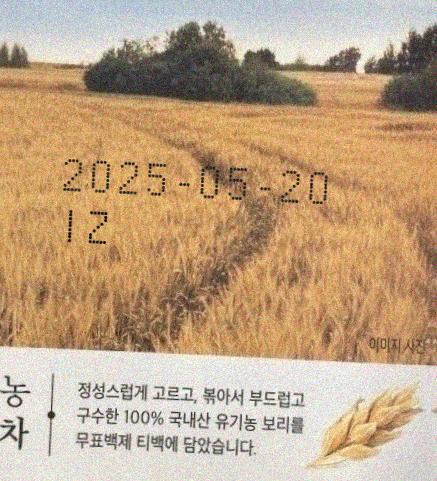 2025-05-20
IZ
이미지 사진
농
차
정성스럽게 고르고, 볶아서 부드럽고
구수한 100% 국내산 유기농 보리를
무표백제 티백에 담았습니다.